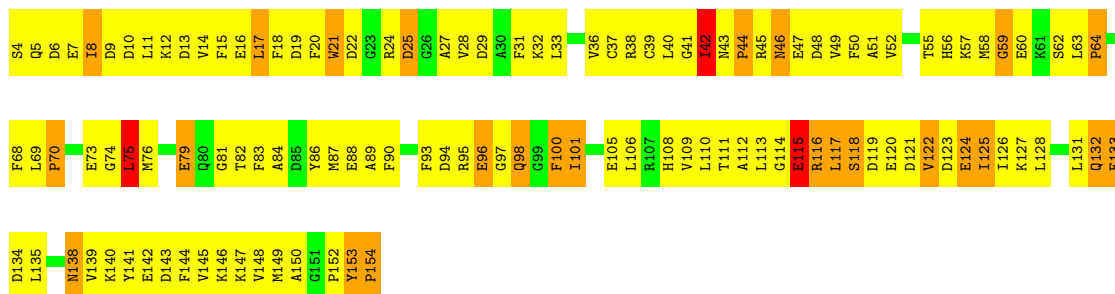 S4 Q5 D6 E7 I8 D9 D10 L11 K12 D13 V14 F15 E16 L17 F18 D19 F20 W21 D22 G23 R24 D25 G26 A27 V28 D29 A30 F31 K32 L33 V36 C37 R38 C39 L40 G41 I42 N43 P44 R45 N46 E47 D48 V49 F50 A51 V52 T55 H56 K57 M58 G59 E60 K61 S62 L63 P64
F68 L69 P70 E73 G74 L75 M76 E79 Q80 G81 T82 F83 A84 D85 Y86 M87 E88 A89 F90 F93 D94 R95 E96 G97 Q98 G99 F100 I101 E105 L106 R107 H108 V109 L110 T111 A112 L113 G114 E115 R116 L117 S118 D119 E120 D121 V122 D123 E124 I125 I126 K127 L128 L131 Q132 E133
D134 L135 N138 V139 K140 Y141 E142 D143 F144 V145 K146 K147 V148 M149 A150 G151 P152 Y153 P154